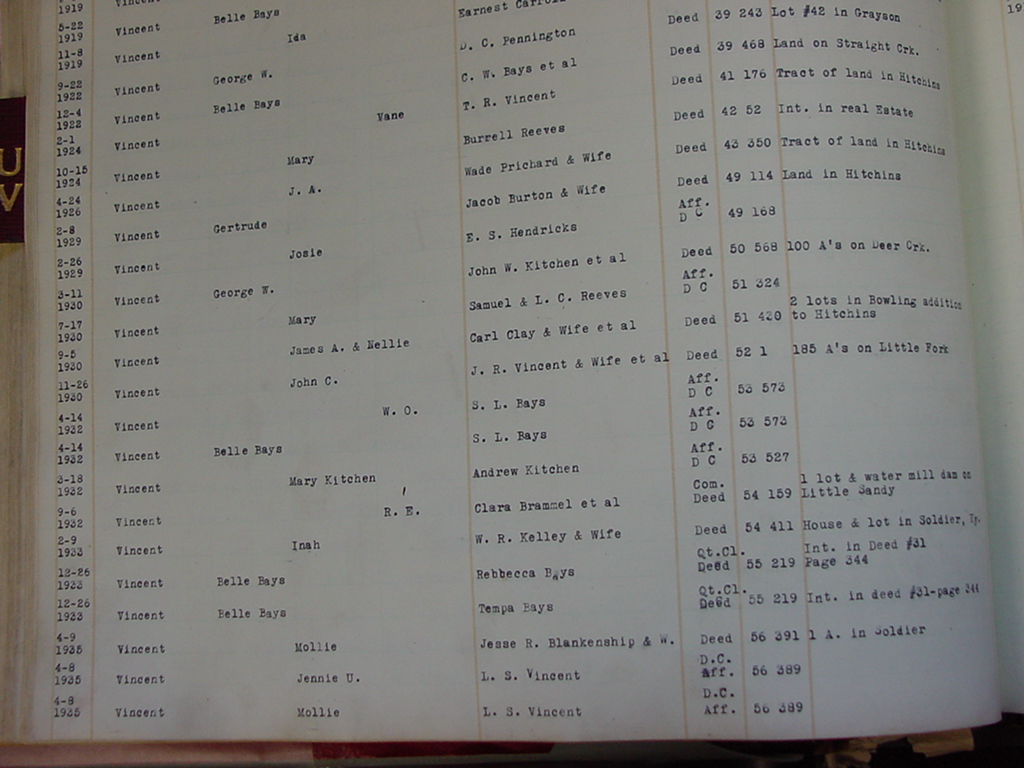 1919 Vincent
5-22
1919 Vincent Belle Bays
11-8
1919 Vincent Ida Earnest Carroll
9-22
1922 Vincent George W. D. C. Pennington Deed 39 243 Lot #42 in Grayson
12-4
1922 Vincent Belle Bays C. W. Bays et al Deed 39 468 Land on Straight Crk.
2-1
1924 Vincent Vane T. R. Vincent Deed 41 176 Tract of land in Hitchins
10-15
1924 Vincent Mary Burrell Reeves Deed 42 52 Int. in real Estate
4-24
1926 Vincent J. A. Wade Prichard & Wife Deed 43 350 Tract of land in Hitchins
2-8
1929 Vincent Gertrude Jacob Burton & Wife Deed 49 114 Land in Hitchins
2-26 Aff.
1929 Vincent Josie E. S. Hendricks D C 49 168
3-11
1930 Vincent George W. John W. Kitchen et al Deed 50 568 100 A's on Deer Crk.
7-17 Aff.
1930 Vincent Mary Samuel & L. C. Reeves D C 51 324
9-5 2 lots in Bowling addition
1930 Vincent James A. & Nellie Carl Clay & Wife et al Deed 51 420 to Hitchins
11-26
1930 Vincent John C. J. R. Vincent & Wife et al Deed 52 1 185 A's on Little Fork
4-14 Aff.
1932 Vincent W. O. S. L. Bays D C 53 573
4-14 Aff.
1932 Vincent Belle Bays S. L. Bays D C 53 573
3-18 Aff.
1932 Vincent Mary Kitchen Andrew Kitchen D C 53 527
9-6 Com. 1 lot & water mill dam on
1932 Vincent R. E. Clara Brammel et al Deed 54 159 Little Sandy
2-9
1933 Vincent Inah W. R. Kelley & Wife Deed 54 411 House & lot in Soldier, Ky.
12-26 Qt.Cl. Int. in Deed #31
1933 Vincent Belle Bays Rebbecca Bays Deed 55 219 Page 344
12-26 Qt.Cl.
1933 Vincent Belle Bays Tempa Bays Deed 55 219 Int. in deed #31-page 344
4-9
1935 Vincent Mollie Jesse R. Blankenship & W. Deed 56 391 1 A. in Soldier
4-8 D.C.
1935 Vincent Jennie U. L. S. Vincent Aff. 56 389
4-8 D.C.
1935 Vincent Mollie L. S. Vincent Aff. 56 389
U
V
19